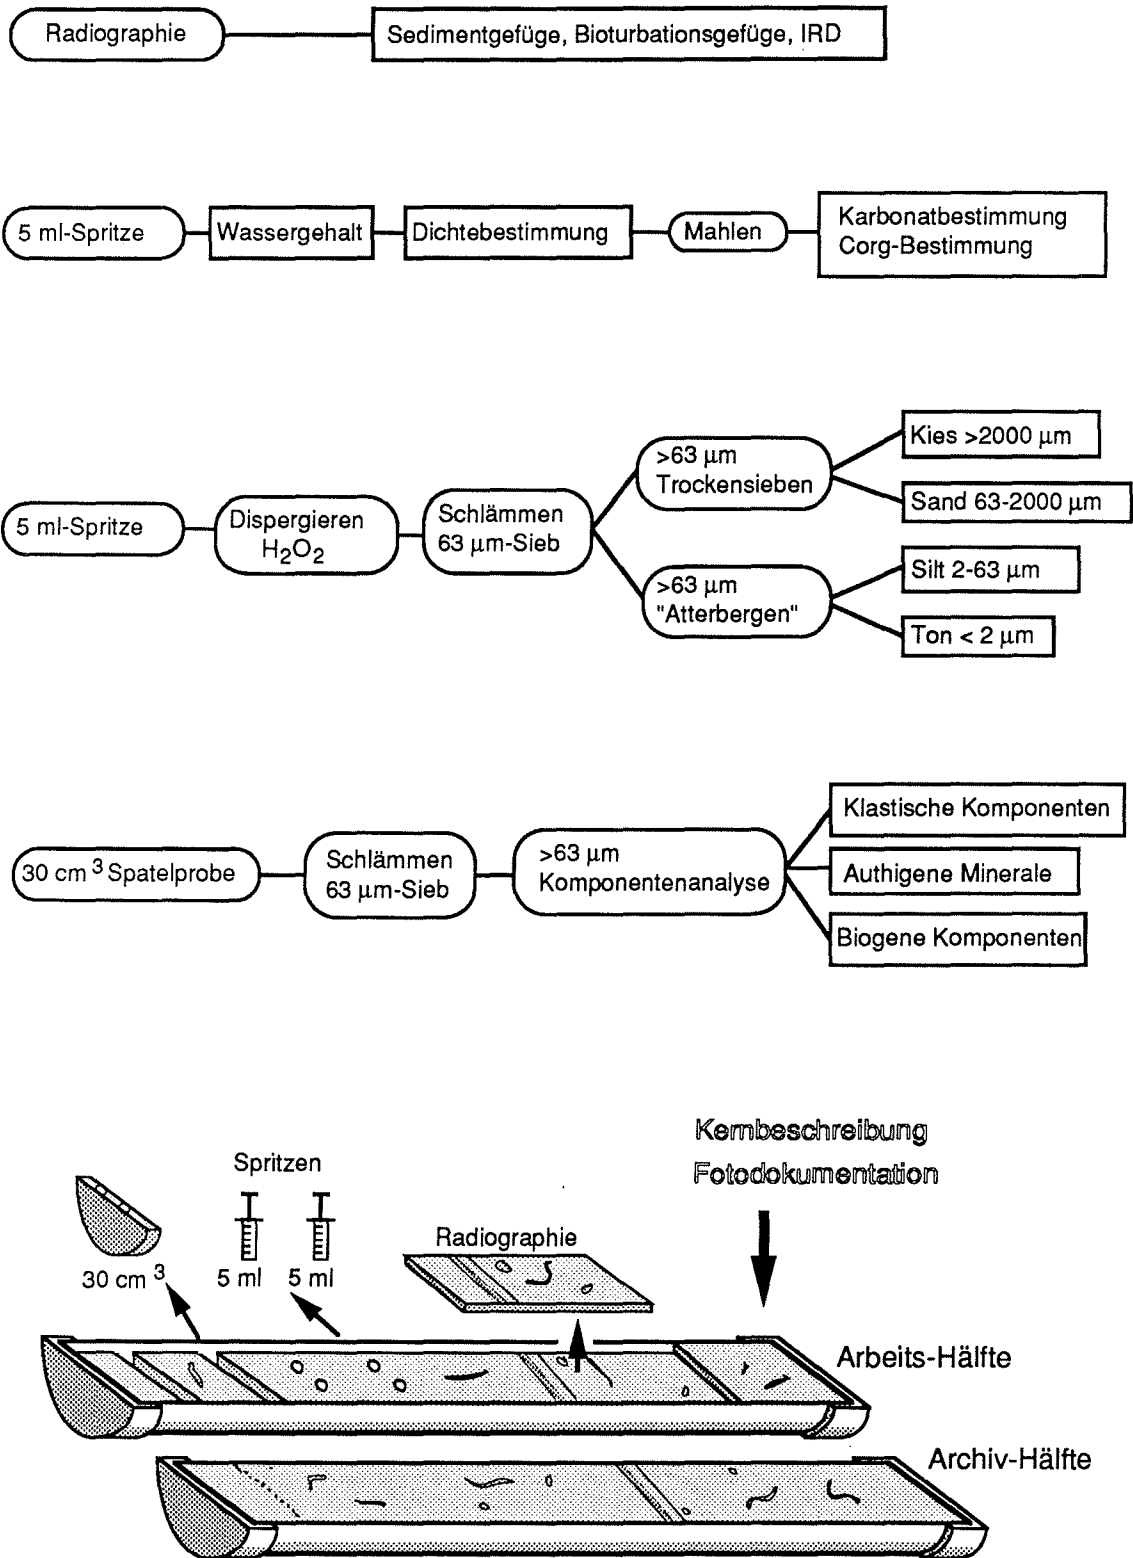 Radiographie
Sedimentgefüge, Bioturbationsgefüge, IRD
5 ml-Spritze
Wassergehalt
Dichtebestimmung
Mahlen
Karbonatbestimmung
Corg-Bestimmung
5 ml-Spritze
Dispergieren
H₂O₂
Schlämmen
63 µm-Sieb
>63 µm
Trockensieben
Kies >2000 µm
Sand 63-2000 µm
>63 µm
"Atterbergen"
Silt 2-63 µm
Ton < 2 µm
30 cm ³ Spatelprobe
Schlämmen
63 µm-Sieb
>63 µm
Komponentenanalyse
Klastische Komponenten
Authigene Minerale
Biogene Komponenten
Kernbeschreibung
Fotodokumentation
Spritzen
30 cm ³
5 ml
5 ml
Radiographie
Arbeits-Hälfte
Archiv-Hälfte